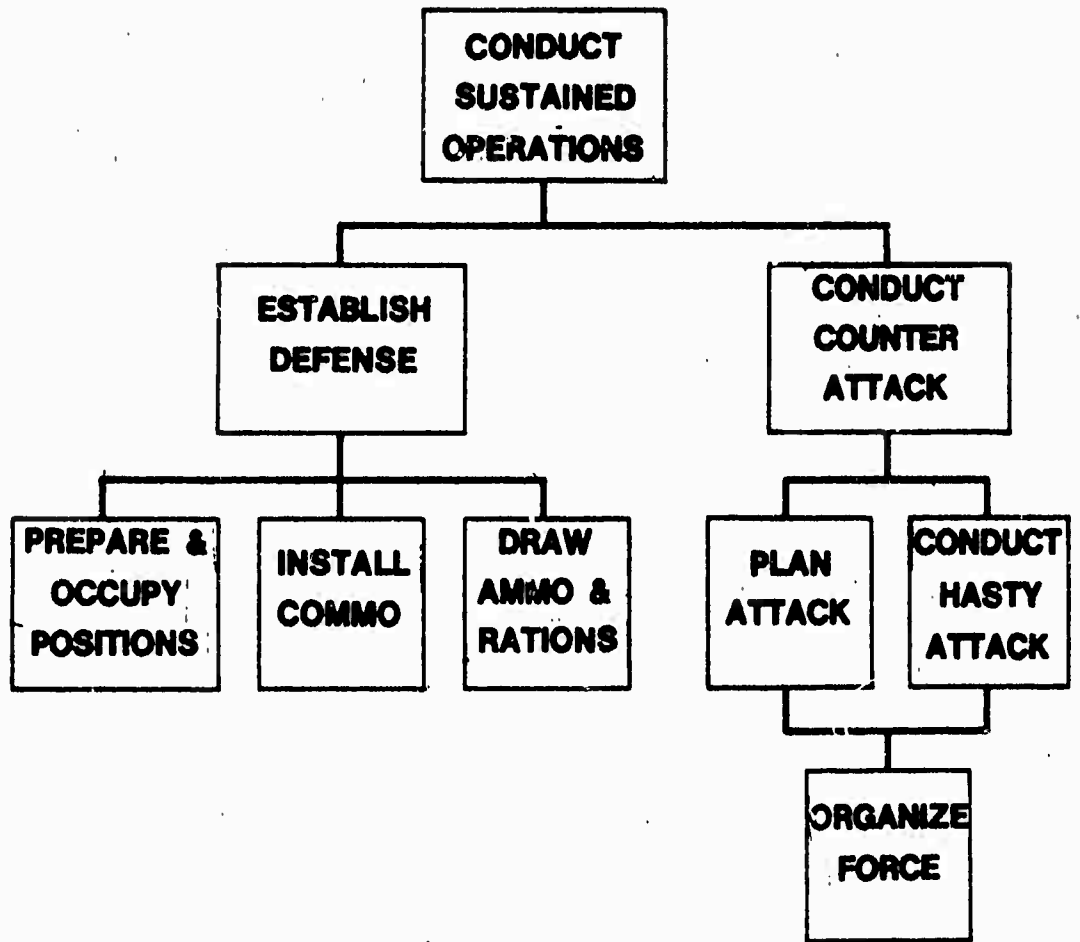 CONDUCT
SUSTAINED
OPERATIONS
ESTABLISH
DEFENSE
CONDUCT
COUNTER
ATTACK
PREPARE &
OCCUPY
POSITIONS
INSTALL
COMMO
DRAW
AMMO &
RATIONS
PLAN
ATTACK
CONDUCT
HASTY
ATTACK
ORGANIZE
FORCE